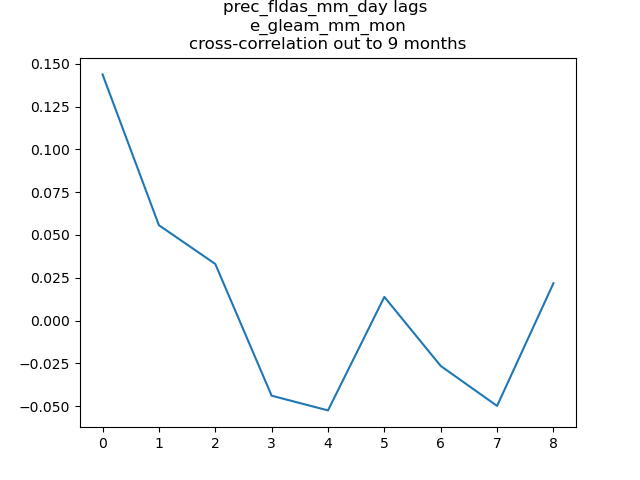 prec_fldas_mm_day lags
e_gleam_mm_mon
cross-correlation out to 9 months
0.150
0.125
0.100
0.075
0.050
0.025
0.000
−0.025
−0.050
0 1 2 3 4 5 6 7 8